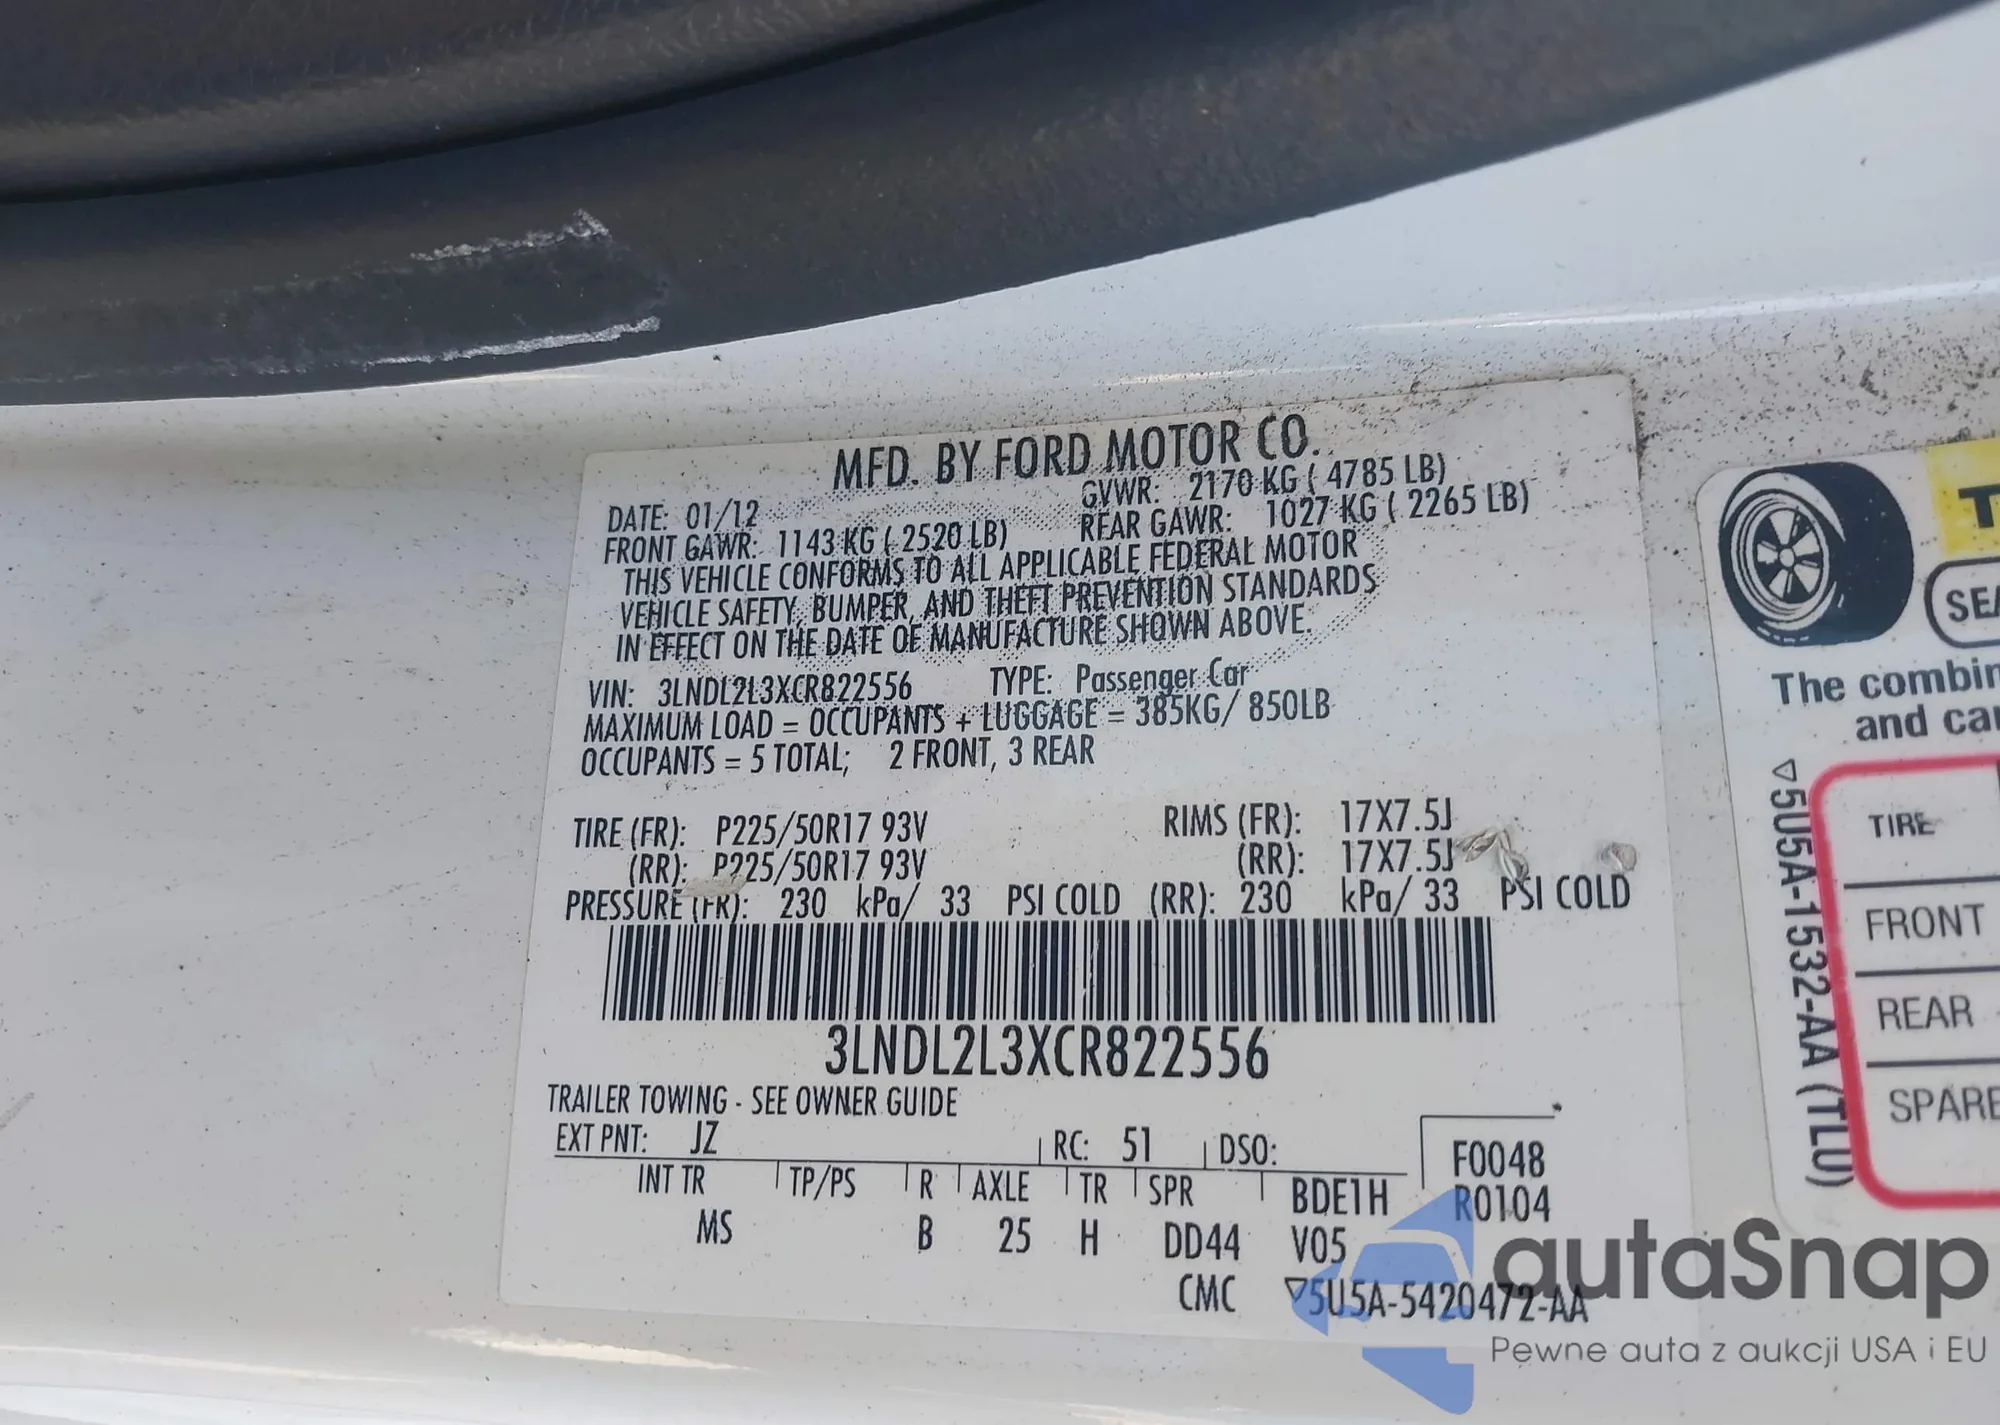 MFD. BY FORD MOTOR CO.
DATE: 01/12 GVWR: 2170 KG ( 4785 LB)
FRONT GAWR: 1143 KG ( 2520 LB) REAR GAWR: 1027 KG ( 2265 LB)
THIS VEHICLE CONFORMS TO ALL APPLICABLE FEDERAL MOTOR
VEHICLE SAFETY, BUMPER, AND THEFT PREVENTION STANDARDS
IN EFFECT ON THE DATE OF MANUFACTURE SHOWN ABOVE.
VIN: 3LNDL2L3XCR822556 TYPE: Passenger Car
MAXIMUM LOAD = OCCUPANTS + LUGGAGE = 385KG/ 850LB
OCCUPANTS = 5 TOTAL; 2 FRONT, 3 REAR
TIRE (FR): P225/50R17 93V RIMS (FR): 17X7.5J
(RR): P225/50R17 93V (RR): 17X7.5J
PRESSURE (FR): 230 kPa/ 33 PSI COLD (RR): 230 kPa/ 33 PSI COLD
3LNDL2L3XCR822556
TRAILER TOWING - SEE OWNER GUIDE
EXT PNT: JZ RC: 51 DSO: F0048
INT TR TP/PS R AXLE TR SPR BDE1H R0104
MS B 25 H DD44 V05
CMC ▽5U5A-5420472-AA
The combin
and ca
▽5U5A-1532-AA (TLU)
TIRE
FRONT
REAR
SPARE
autaSnap
Pewne auta z aukcji USA i EU